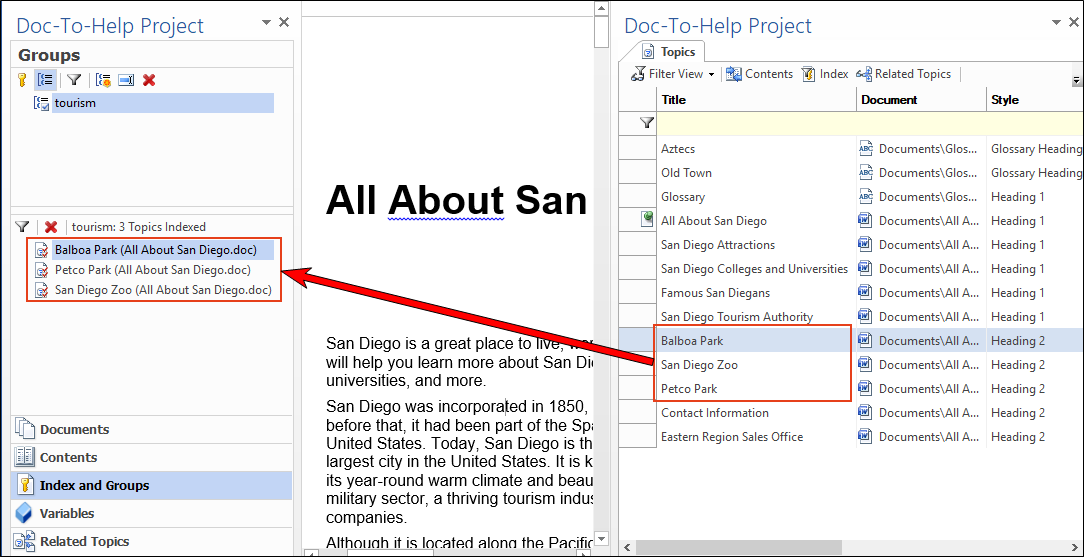 Doc-To-Help Project
Groups
tourism
tourism: 3 Topics Indexed
Balboa Park (All About San Diego.doc)
Petco Park (All About San Diego.doc)
San Diego Zoo (All About San Diego.doc)
Documents
Contents
Index and Groups
Variables
Related Topics
All About San
San Diego is a great place to live,
will help you learn more about San Di
universities, and more.
San Diego was incorporated in 1850,
before that, it had been part of the Spa
United States. Today, San Diego is th
largest city in the United States. It is k
its year-round warm climate and beau
military sector, a thriving tourism indus
companies.
Although it is located along the Pacific
Doc-To-Help Project
Topics
Filter View Contents Index Related Topics
Title Document Style
Aztecs ABC Documents\Glos... Glossary Heading
Old Town ABC Documents\Glos... Glossary Heading
Glossary ABC Documents\Glos... Heading 1
All About San Diego Documents\All A... Heading 1
San Diego Attractions Documents\All A... Heading 1
San Diego Colleges and Universities Documents\All A... Heading 1
Famous San Diegans Documents\All A... Heading 1
San Diego Tourism Authority Documents\All A... Heading 1
Balboa Park Documents\All A... Heading 2
San Diego Zoo Documents\All A... Heading 2
Petco Park Documents\All A... Heading 2
Contact Information Documents\All A... Heading 2
Eastern Region Sales Office Documents\All A... Heading 2